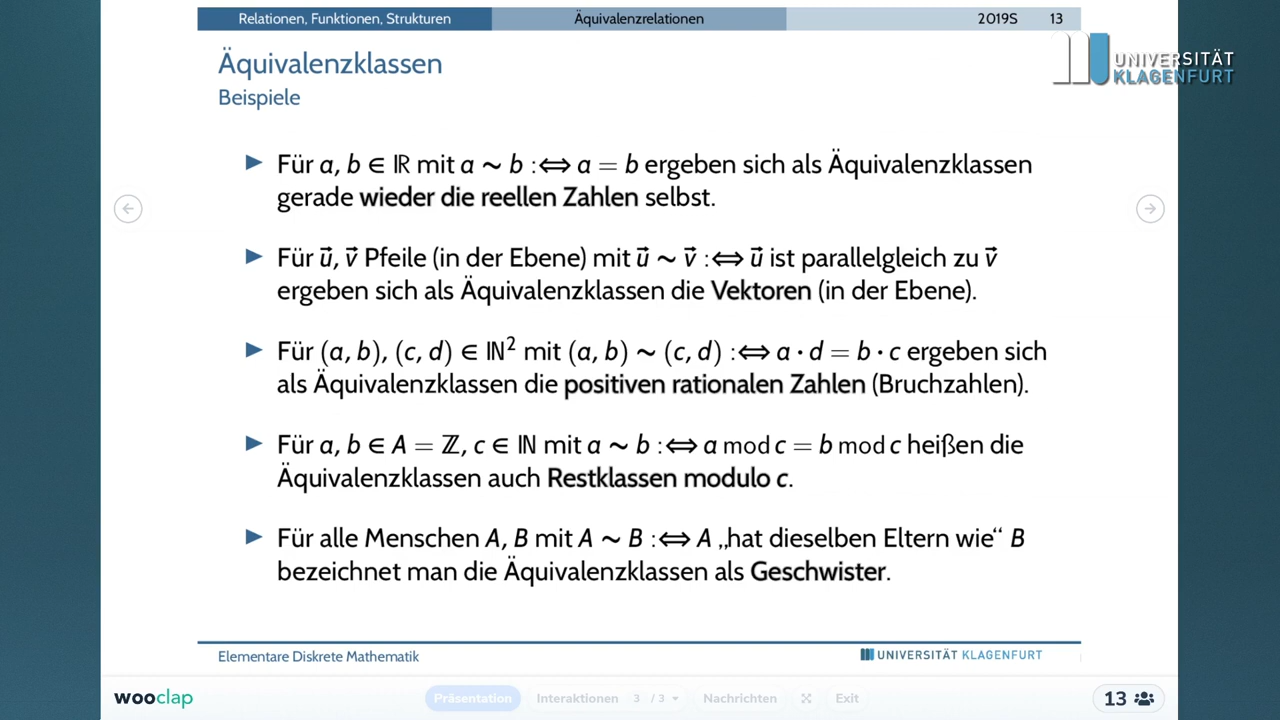 Relationen, Funktionen, Strukturen Äquivalenzrelationen 2019S 13
UNIVERSITÄT
KLAGENFURT
Äquivalenzklassen
Beispiele
► Für a, b ∈ ℝ mit a ∼ b :⇔ a = b ergeben sich als Äquivalenzklassen
gerade wieder die reellen Zahlen selbst.
► Für u⃗, v⃗ Pfeile (in der Ebene) mit u⃗ ∼ v⃗ :⇔ u⃗ ist parallelgleich zu v⃗
ergeben sich als Äquivalenzklassen die Vektoren (in der Ebene).
► Für (a, b), (c, d) ∈ ℕ² mit (a, b) ∼ (c, d) :⇔ a · d = b · c ergeben sich
als Äquivalenzklassen die positiven rationalen Zahlen (Bruchzahlen).
► Für a, b ∈ A = ℤ, c ∈ ℕ mit a ∼ b :⇔ a mod c = b mod c heißen die
Äquivalenzklassen auch Restklassen modulo c.
► Für alle Menschen A, B mit A ∼ B :⇔ A „hat dieselben Eltern wie“ B
bezeichnet man die Äquivalenzklassen als Geschwister.
Elementare Diskrete Mathematik UNIVERSITÄT KLAGENFURT
wooclap Präsentation Interaktionen 3 / 3 Nachrichten Exit 13